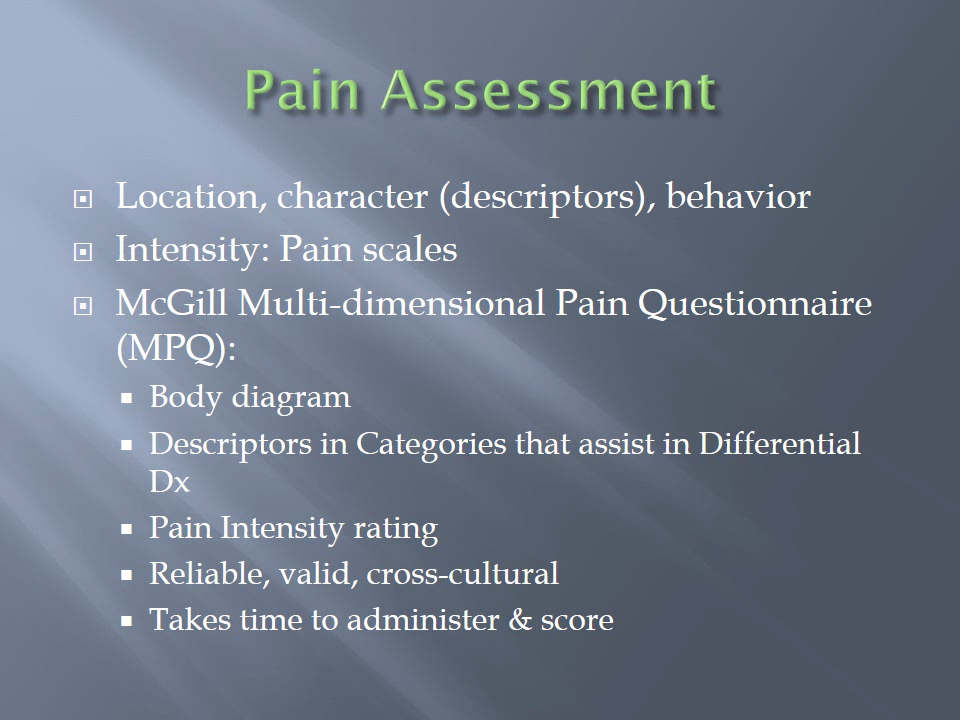 Pain Assessment
Location, character (descriptors), behavior
Intensity: Pain scales
McGill Multi-dimensional Pain Questionnaire
(MPQ):
Body diagram
Descriptors in Categories that assist in Differential
Dx
Pain Intensity rating
Reliable, valid, cross-cultural
Takes time to administer & score